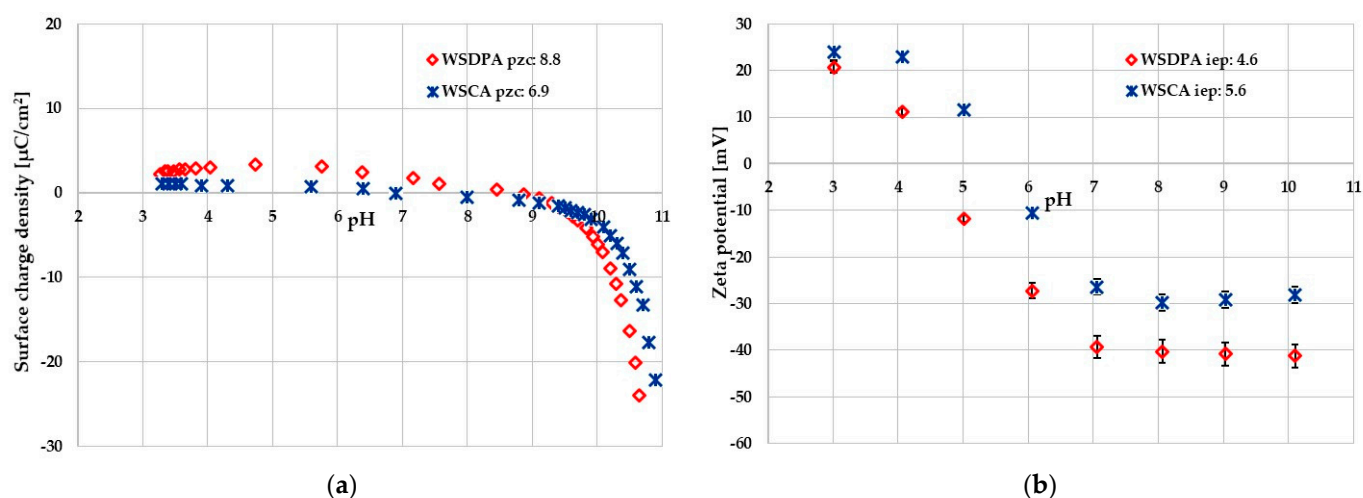 20
10
0
-10
-20
-30
2 3 4 5 6 7 8 9 10 11
Surface charge density [µC/cm²]
pH
WSDPA pzc: 8.8
WSCA pzc: 6.9
(a)
30
20
10
0
-10
-20
-30
-40
-50
-60
2 3 4 5 6 7 8 9 10 11
Zeta potential [mV]
pH
WSDPA iep: 4.6
WSCA iep: 5.6
(b)